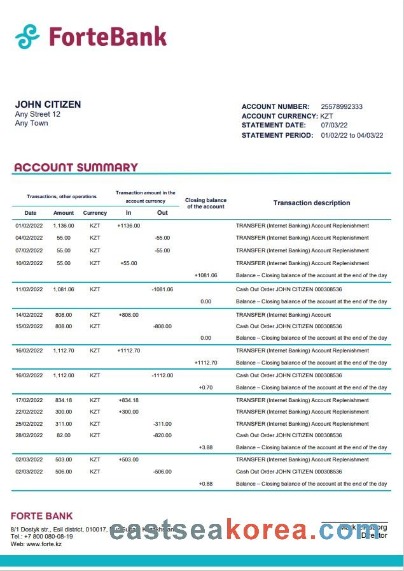 ForteBank
JOHN CITIZEN
Any Street 12
Any Town
ACCOUNT NUMBER: 25578992333
ACCOUNT CURRENCY: KZT
STATEMENT DATE: 07/03/22
STATEMENT PERIOD: 01/02/22 to 04/03/22
ACCOUNT SUMMARY
Transactions, other operations Transaction amount in the account currency Closing balance of the account Transaction description
Date Amount Currency In Out
01/02/2022 1,136.00 KZT +1136.00 TRANSFER (Internet Banking) Account Replenishment
04/02/2022 55.00 KZT -55.00 TRANSFER (Internet Banking) Account Replenishment
07/02/2022 55.00 KZT -55.00 TRANSFER (Internet Banking) Account Replenishment
10/02/2022 55.00 KZT +55.00 TRANSFER (Internet Banking) Account Replenishment
+1081.06 Balance – Closing balance of the account at the end of the day
11/02/2022 1,081.06 KZT -1081.06 Cash Out Order JOHN CITIZEN 000308536
0.00 Balance – Closing balance of the account at the end of the day
14/02/2022 808.00 KZT +808.00 TRANSFER (Internet Banking) Account
15/02/2022 808.00 KZT -808.00 Cash Out Order JOHN CITIZEN 000308536
0.00 Balance – Closing balance of the account at the end of the day
16/02/2022 1,112.70 KZT +1112.70 TRANSFER (Internet Banking) Account Replenishment
+1112.70 Balance – Closing balance of the account at the end of the day
16/02/2022 1,112.00 KZT -1112.00 Cash Out Order JOHN CITIZEN 000308536
+0.70 Balance – Closing balance of the account at the end of the day
17/02/2022 834.18 KZT +834.18 TRANSFER (Internet Banking) Account Replenishment
22/02/2022 300.00 KZT +300.00 TRANSFER (Internet Banking) Account Replenishment
25/02/2022 311.00 KZT -311.00 TRANSFER (Internet Banking) Account Replenishment
28/02/2022 82.00 KZT -820.00 Cash Out Order JOHN CITIZEN 000308536
+3.88 Balance – Closing balance of the account at the end of the day
02/03/2022 503.00 KZT +503.00 TRANSFER (Internet Banking) Account Replenishment
02/03/2022 506.00 KZT -506.00 Cash Out Order JOHN CITIZEN 000308536
+0.88 Balance – Closing balance of the account at the end of the day
FORTE BANK
8/1 Dostyk str., Esil district, 010017,
Tel.: +7 800 080-08-19
Web: www.forte.kz
Director
eastseakorea.com